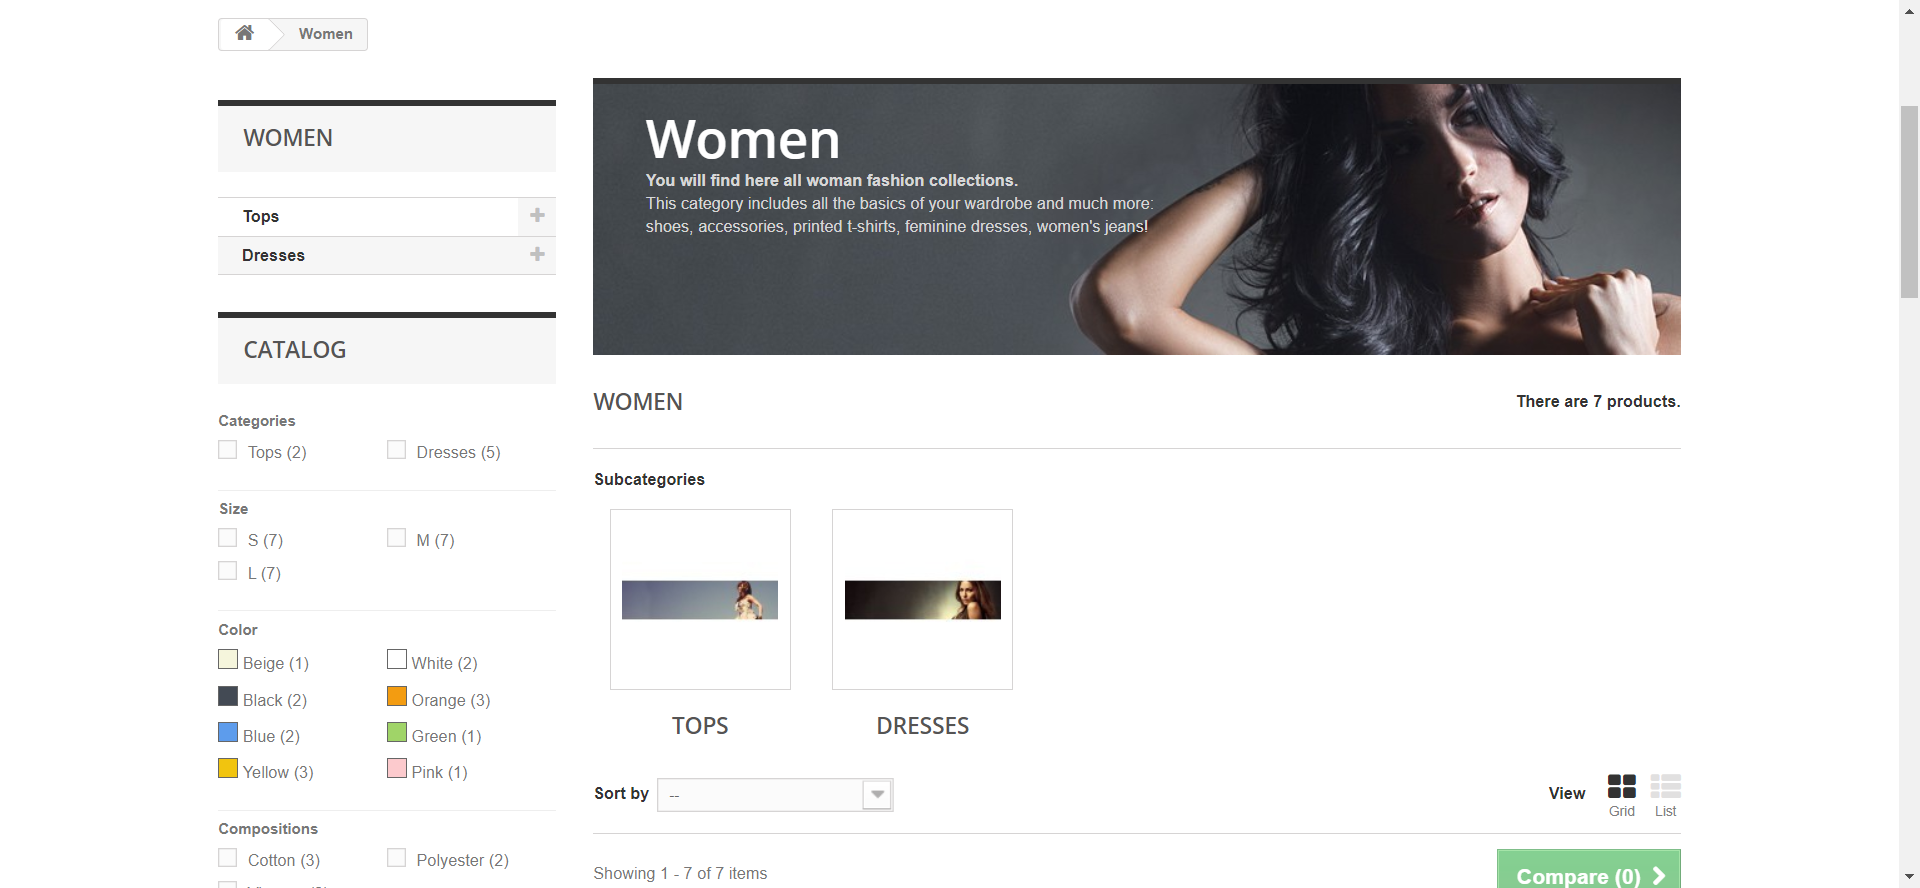 Women
WOMEN
Tops
Dresses
CATALOG
Categories
Tops (2)
Dresses (5)
Size
S (7)
M (7)
L (7)
Color
Beige (1)
White (2)
Black (2)
Orange (3)
Blue (2)
Green (1)
Yellow (3)
Pink (1)
Compositions
Cotton (3)
Polyester (2)
Women
You will find here all woman fashion collections.
This category includes all the basics of your wardrobe and much more:
shoes, accessories, printed t-shirts, feminine dresses, women's jeans!
WOMEN
There are 7 products.
Subcategories
TOPS
DRESSES
Sort by
--
View
Grid
List
Showing 1 - 7 of 7 items
Compare (0)